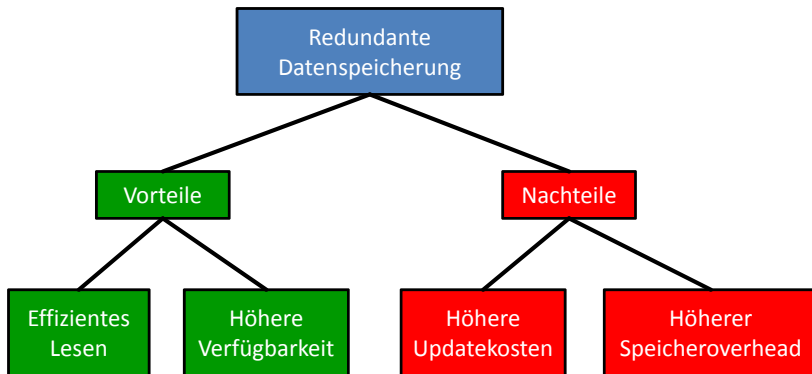 Redundante
Datenspeicherung
Vorteile
Nachteile
Effizientes
Lesen
Höhere
Verfügbarkeit
Höhere
Updatekosten
Höherer
Speicheroverhead